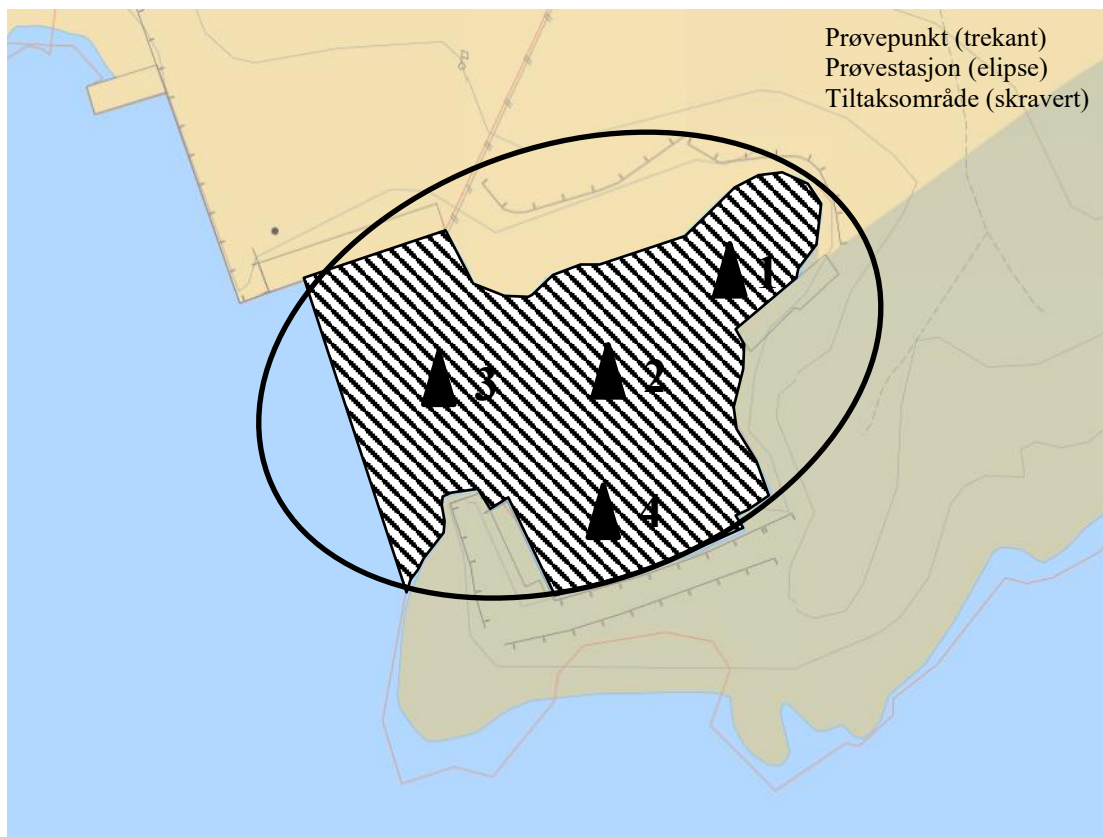 Prøvepunkt (trekant)
Prøvestasjon (elipse)
Tiltaksområde (skravert)
1
3
2
4